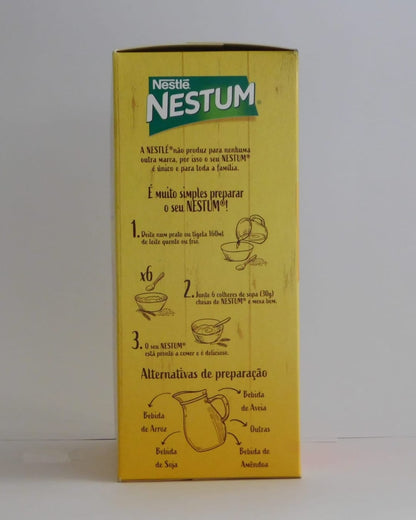 Nestlé
NESTUM®
A NESTLÉ® não produz para nenhuma
outra marca, por isso o seu NESTUM®
é único e para toda a família.
É muito simples preparar
o seu NESTUM®!
1. Deite num prato ou tigela 160ml
de leite quente ou frio.
x6
2. Junte 6 colheres de sopa (30g)
cheias de NESTUM® e mexa bem.
3. O seu NESTUM®
está pronto a comer e é delicioso.
Alternativas de preparação
Bebida
de Arroz
Bebida
de Soja
Bebida
de Aveia
Outras
Bebida de
Amêndoa